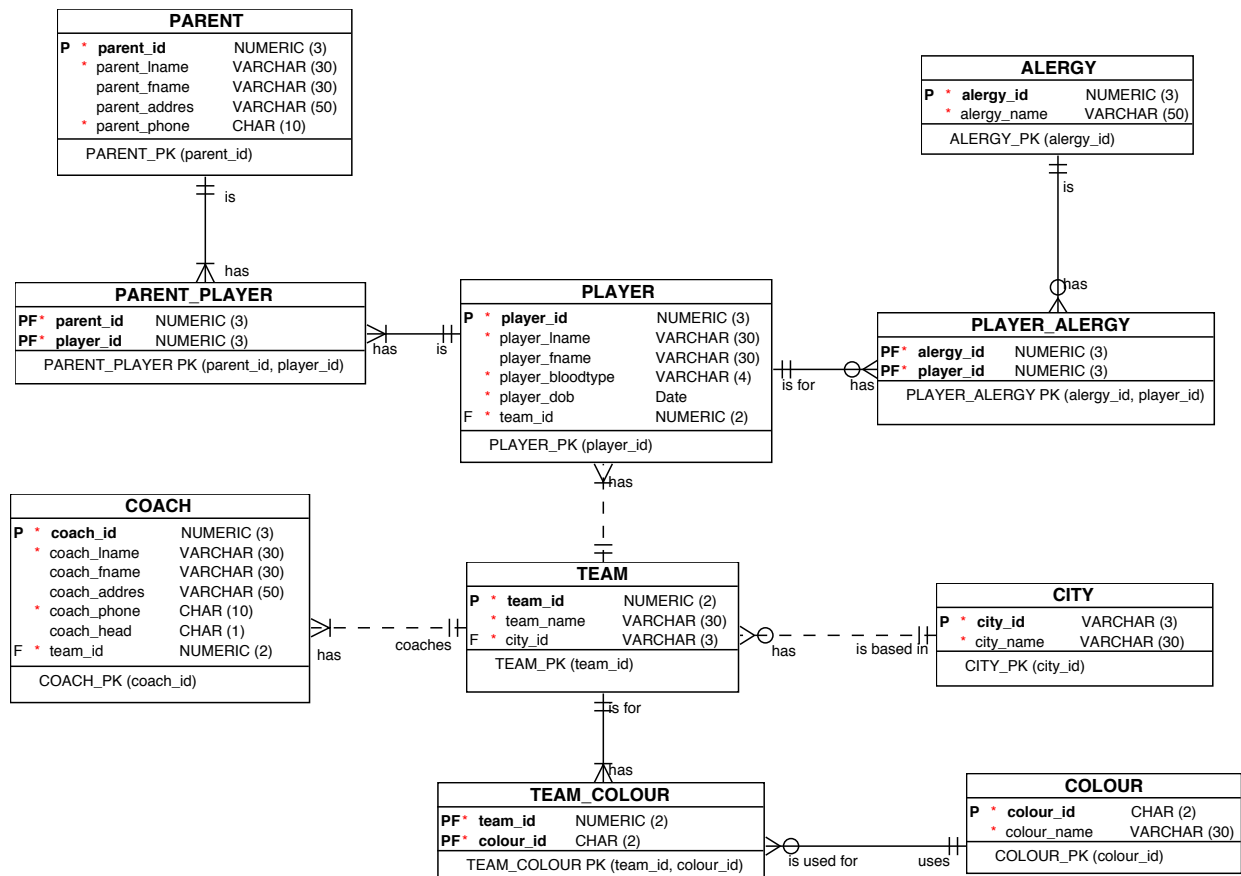 PARENT
P * parent_id NUMERIC (3)
* parent_lname VARCHAR (30)
parent_fname VARCHAR (30)
parent_addres VARCHAR (50)
* parent_phone CHAR (10)
PARENT_PK (parent_id)
is
has
ALERGY
P * alergy_id NUMERIC (3)
* alergy_name VARCHAR (50)
ALERGY_PK (alergy_id)
is
has
PARENT_PLAYER
PF* parent_id NUMERIC (3)
PF* player_id NUMERIC (3)
PARENT_PLAYER PK (parent_id, player_id)
has
is
PLAYER
P * player_id NUMERIC (3)
* player_lname VARCHAR (30)
player_fname VARCHAR (30)
* player_bloodtype VARCHAR (4)
* player_dob Date
F * team_id NUMERIC (2)
PLAYER_PK (player_id)
is for
has
PLAYER_ALERGY
PF* alergy_id NUMERIC (3)
PF* player_id NUMERIC (3)
PLAYER_ALERGY PK (alergy_id, player_id)
has
COACH
P * coach_id NUMERIC (3)
* coach_lname VARCHAR (30)
coach_fname VARCHAR (30)
coach_addres VARCHAR (50)
* coach_phone CHAR (10)
coach_head CHAR (1)
F * team_id NUMERIC (2)
COACH_PK (coach_id)
has
coaches
TEAM
P * team_id NUMERIC (2)
* team_name VARCHAR (30)
F * city_id VARCHAR (3)
TEAM_PK (team_id)
has
is based in
CITY
P * city_id VARCHAR (3)
* city_name VARCHAR (30)
CITY_PK (city_id)
is for
has
TEAM_COLOUR
PF* team_id NUMERIC (2)
PF* colour_id CHAR (2)
TEAM_COLOUR PK (team_id, colour_id)
is used for
uses
COLOUR
P * colour_id CHAR (2)
* colour_name VARCHAR (30)
COLOUR_PK (colour_id)